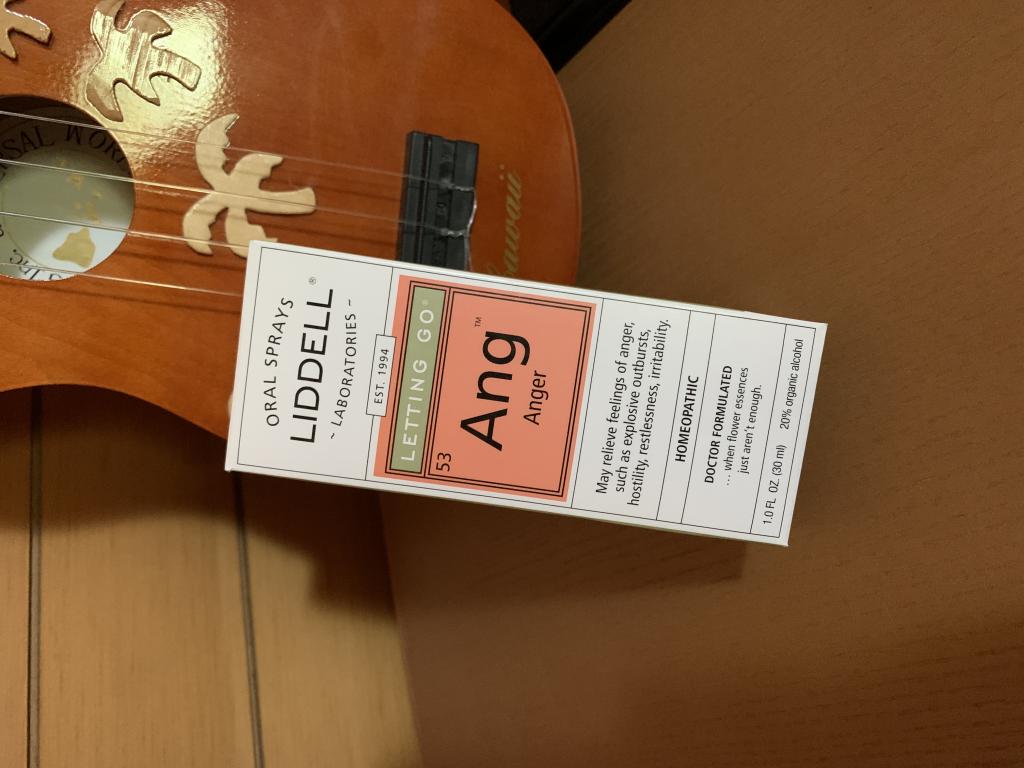 ORAL SPRAYS
LIDDELL®
~ LABORATORIES ~
EST. 1994
LETTING GO®
53
Ang™
Anger
May relieve feelings of anger,
such as explosive outbursts,
hostility, restlessness, irritability.
HOMEOPATHIC
DOCTOR FORMULATED
... when flower essences
just aren't enough.
1.0 FL OZ. (30 ml) 20% organic alcohol
Hawaii